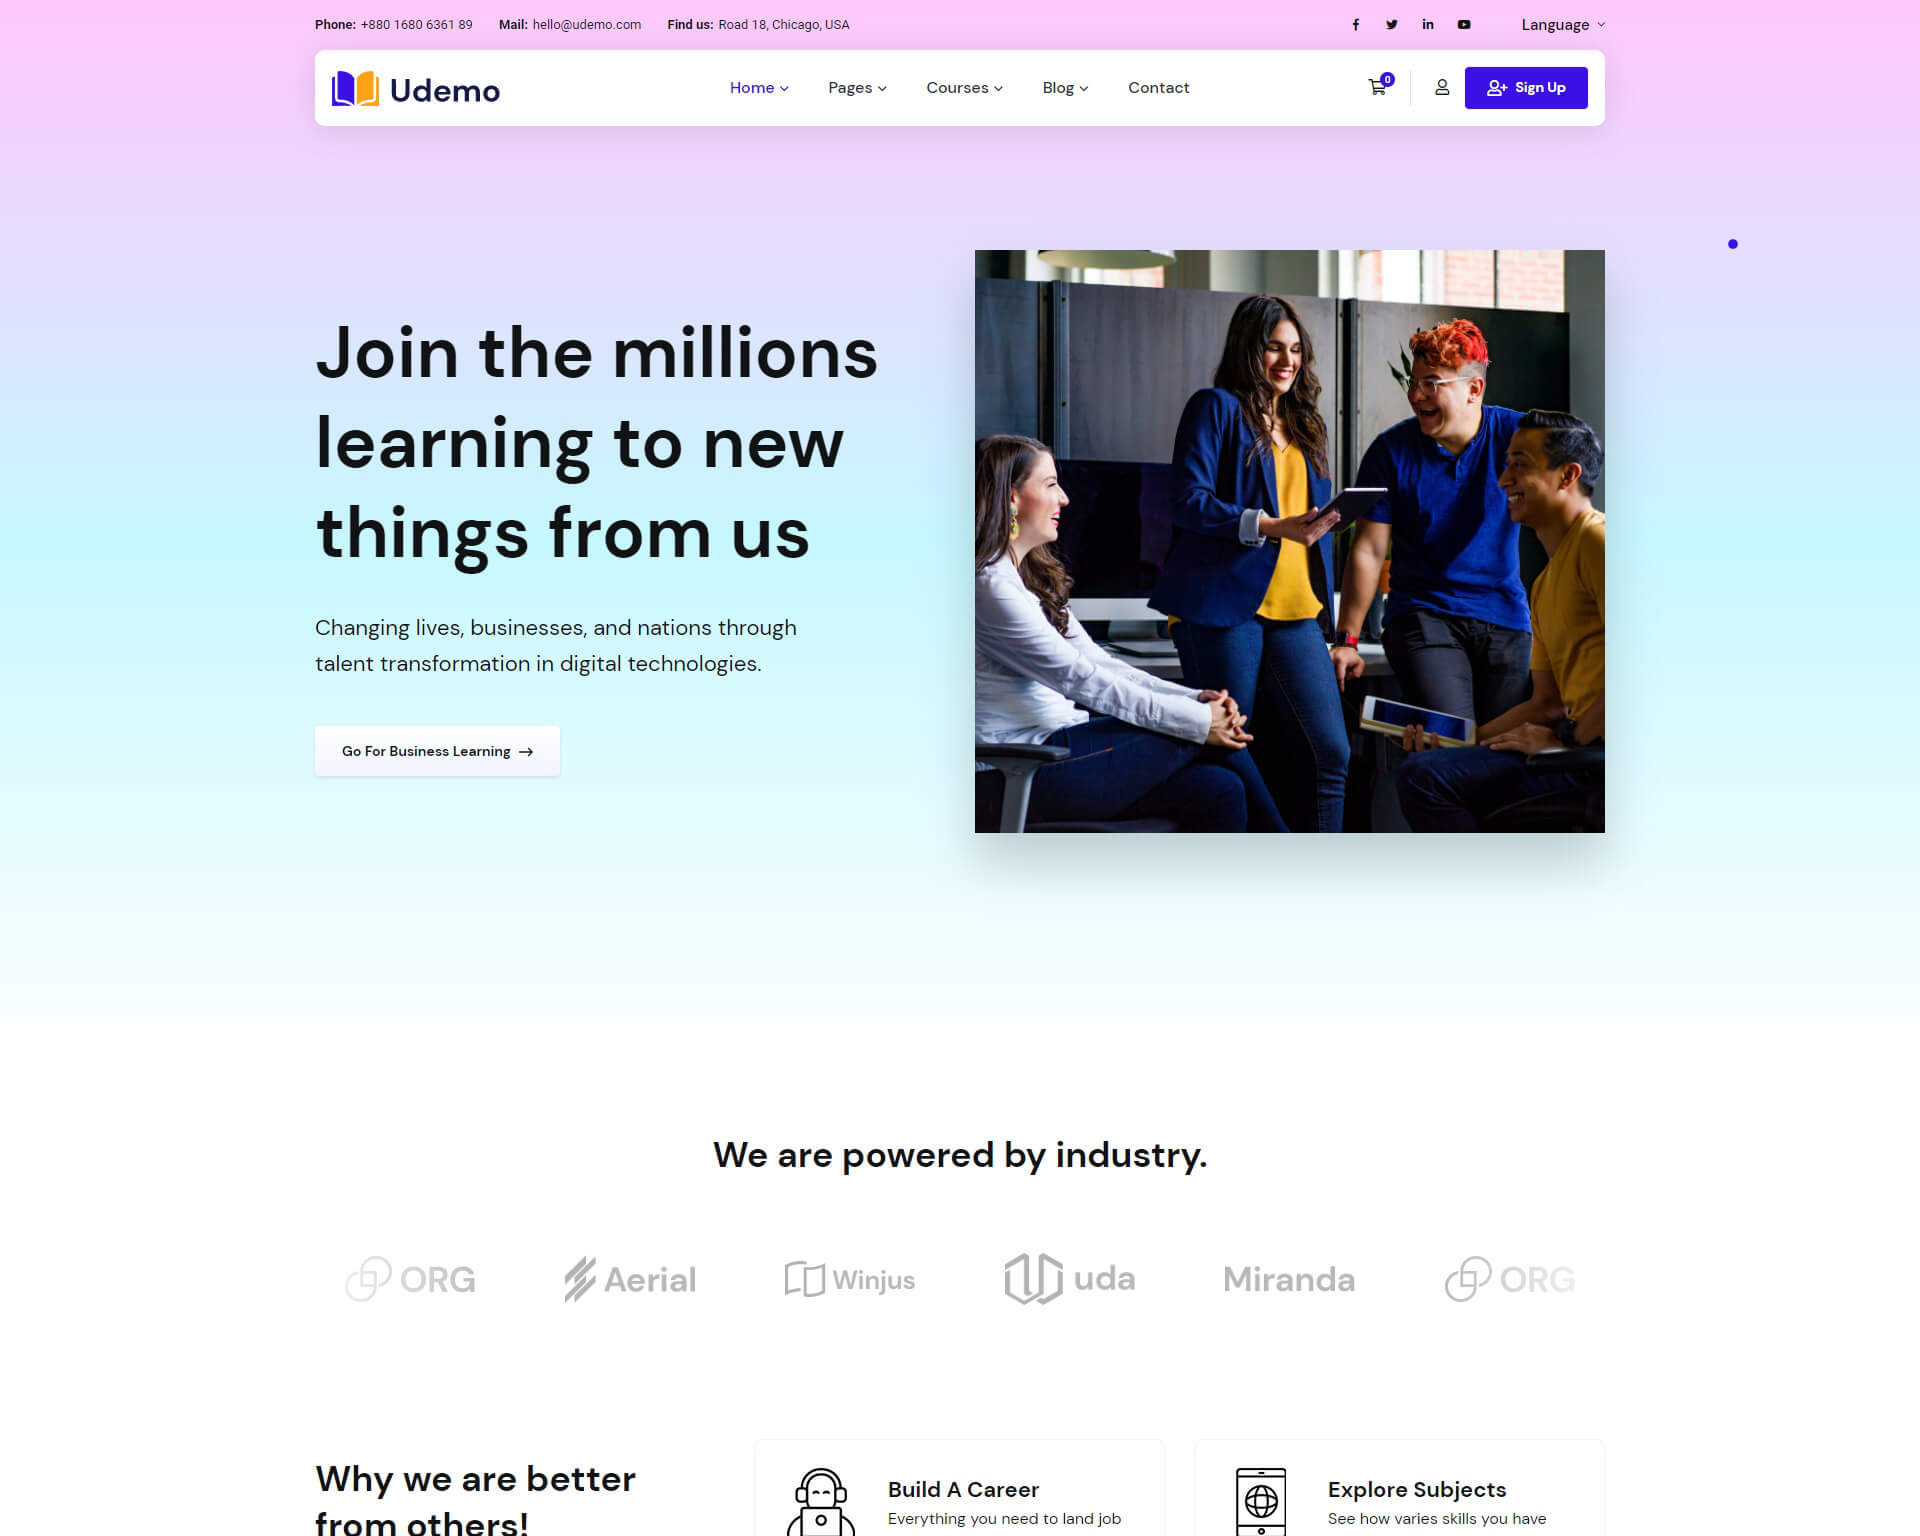 Phone: +880 1680 6361 89 Mail: hello@udemo.com Find us: Road 18, Chicago, USA Language
Udemo Home Pages Courses Blog Contact 0 Sign Up
Join the millions
learning to new
things from us
Changing lives, businesses, and nations through
talent transformation in digital technologies.
Go For Business Learning
We are powered by industry.
ORG Aerial Winjus uda Miranda ORG
Why we are better
from others!
Build A Career
Everything you need to land job
Explore Subjects
See how varies skills you have